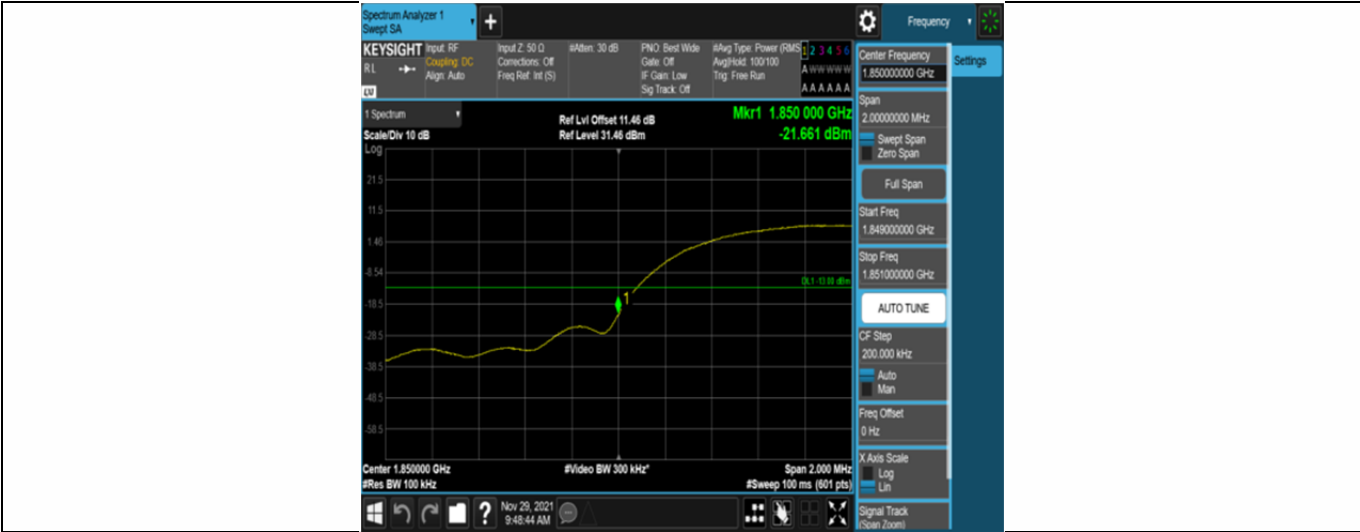 Spectrum Analyzer 1
Swept SA
+
Frequency
KEYSIGHT
RL
LXI
Input: RF
Coupling: DC
Align: Auto
Input Z: 50 Ω
Corrections: Off
Freq Ref: Int (S)
#Atten: 30 dB
PNO: Best Wide
Gate: Off
IF Gain: Low
Sig Track: Off
#Avg Type: Power (RMS
Avg|Hold: 100/100
Trig: Free Run
1 2 3 4 5 6
A W W W W W
A A A A A A
1 Spectrum
Scale/Div 10 dB
Log
Ref Lvl Offset 11.46 dB
Ref Level 31.46 dBm
Mkr1 1.850 000 GHz
-21.661 dBm
21.5
11.5
1.46
-8.54
-18.5
-28.5
-38.5
-48.5
-58.5
DL1 -13.00 dBm
1
Center 1.850000 GHz
#Res BW 100 kHz
#Video BW 300 kHz*
Span 2.000 MHz
#Sweep 100 ms (601 pts)
Center Frequency
1.850000000 GHz
Settings
Span
2.00000000 MHz
Swept Span
Zero Span
Full Span
Start Freq
1.849000000 GHz
Stop Freq
1.851000000 GHz
AUTO TUNE
CF Step
200.000 kHz
Auto
Man
Freq Offset
0 Hz
X Axis Scale
Log
Lin
Signal Track
(Span Zoom)
?
Nov 29, 2021
9:48:44 AM